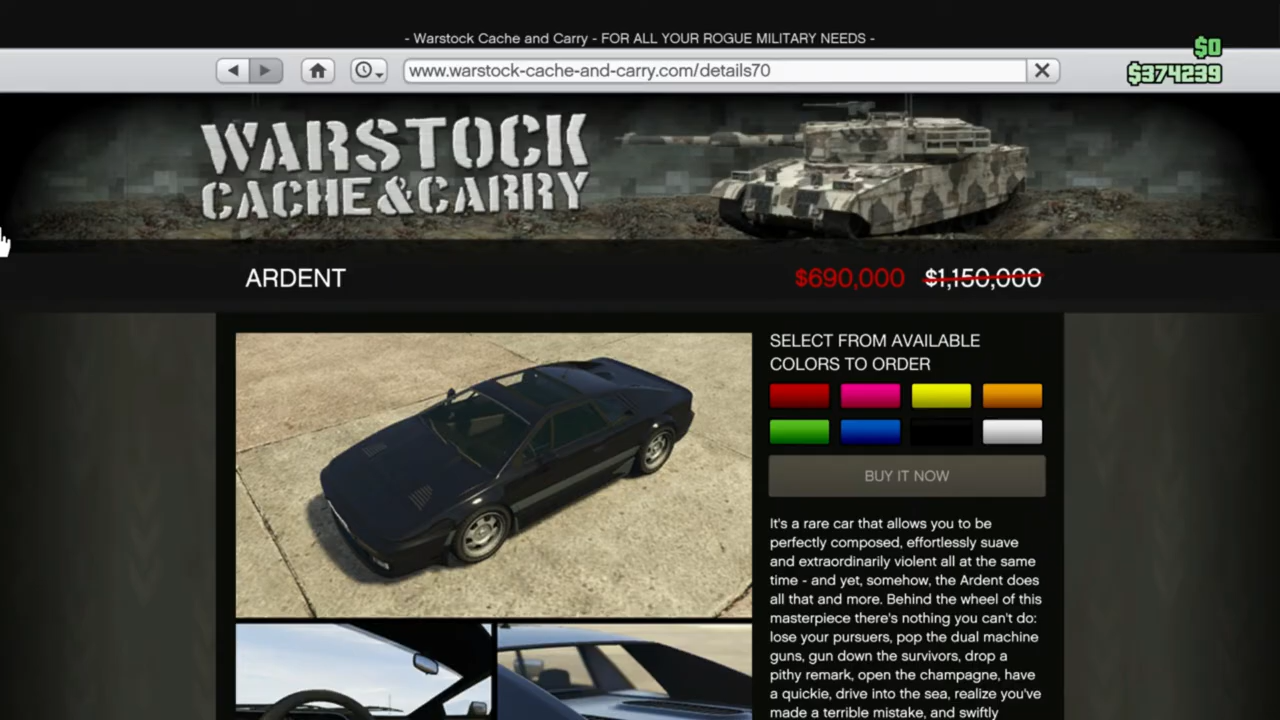 - Warstock Cache and Carry - FOR ALL YOUR ROGUE MILITARY NEEDS -
$0
www.warstock-cache-and-carry.com/details70
$374239
WARSTOCK
CACHE&CARRY
ARDENT
$690,000 $1,150,000
SELECT FROM AVAILABLE
COLORS TO ORDER
BUY IT NOW
It's a rare car that allows you to be
perfectly composed, effortlessly suave
and extraordinarily violent all at the same
time - and yet, somehow, the Ardent does
all that and more. Behind the wheel of this
masterpiece there's nothing you can't do:
lose your pursuers, pop the dual machine
guns, gun down the survivors, drop a
pithy remark, open the champagne, have
a quickie, drive into the sea, realize you've
made a terrible mistake, and swiftly